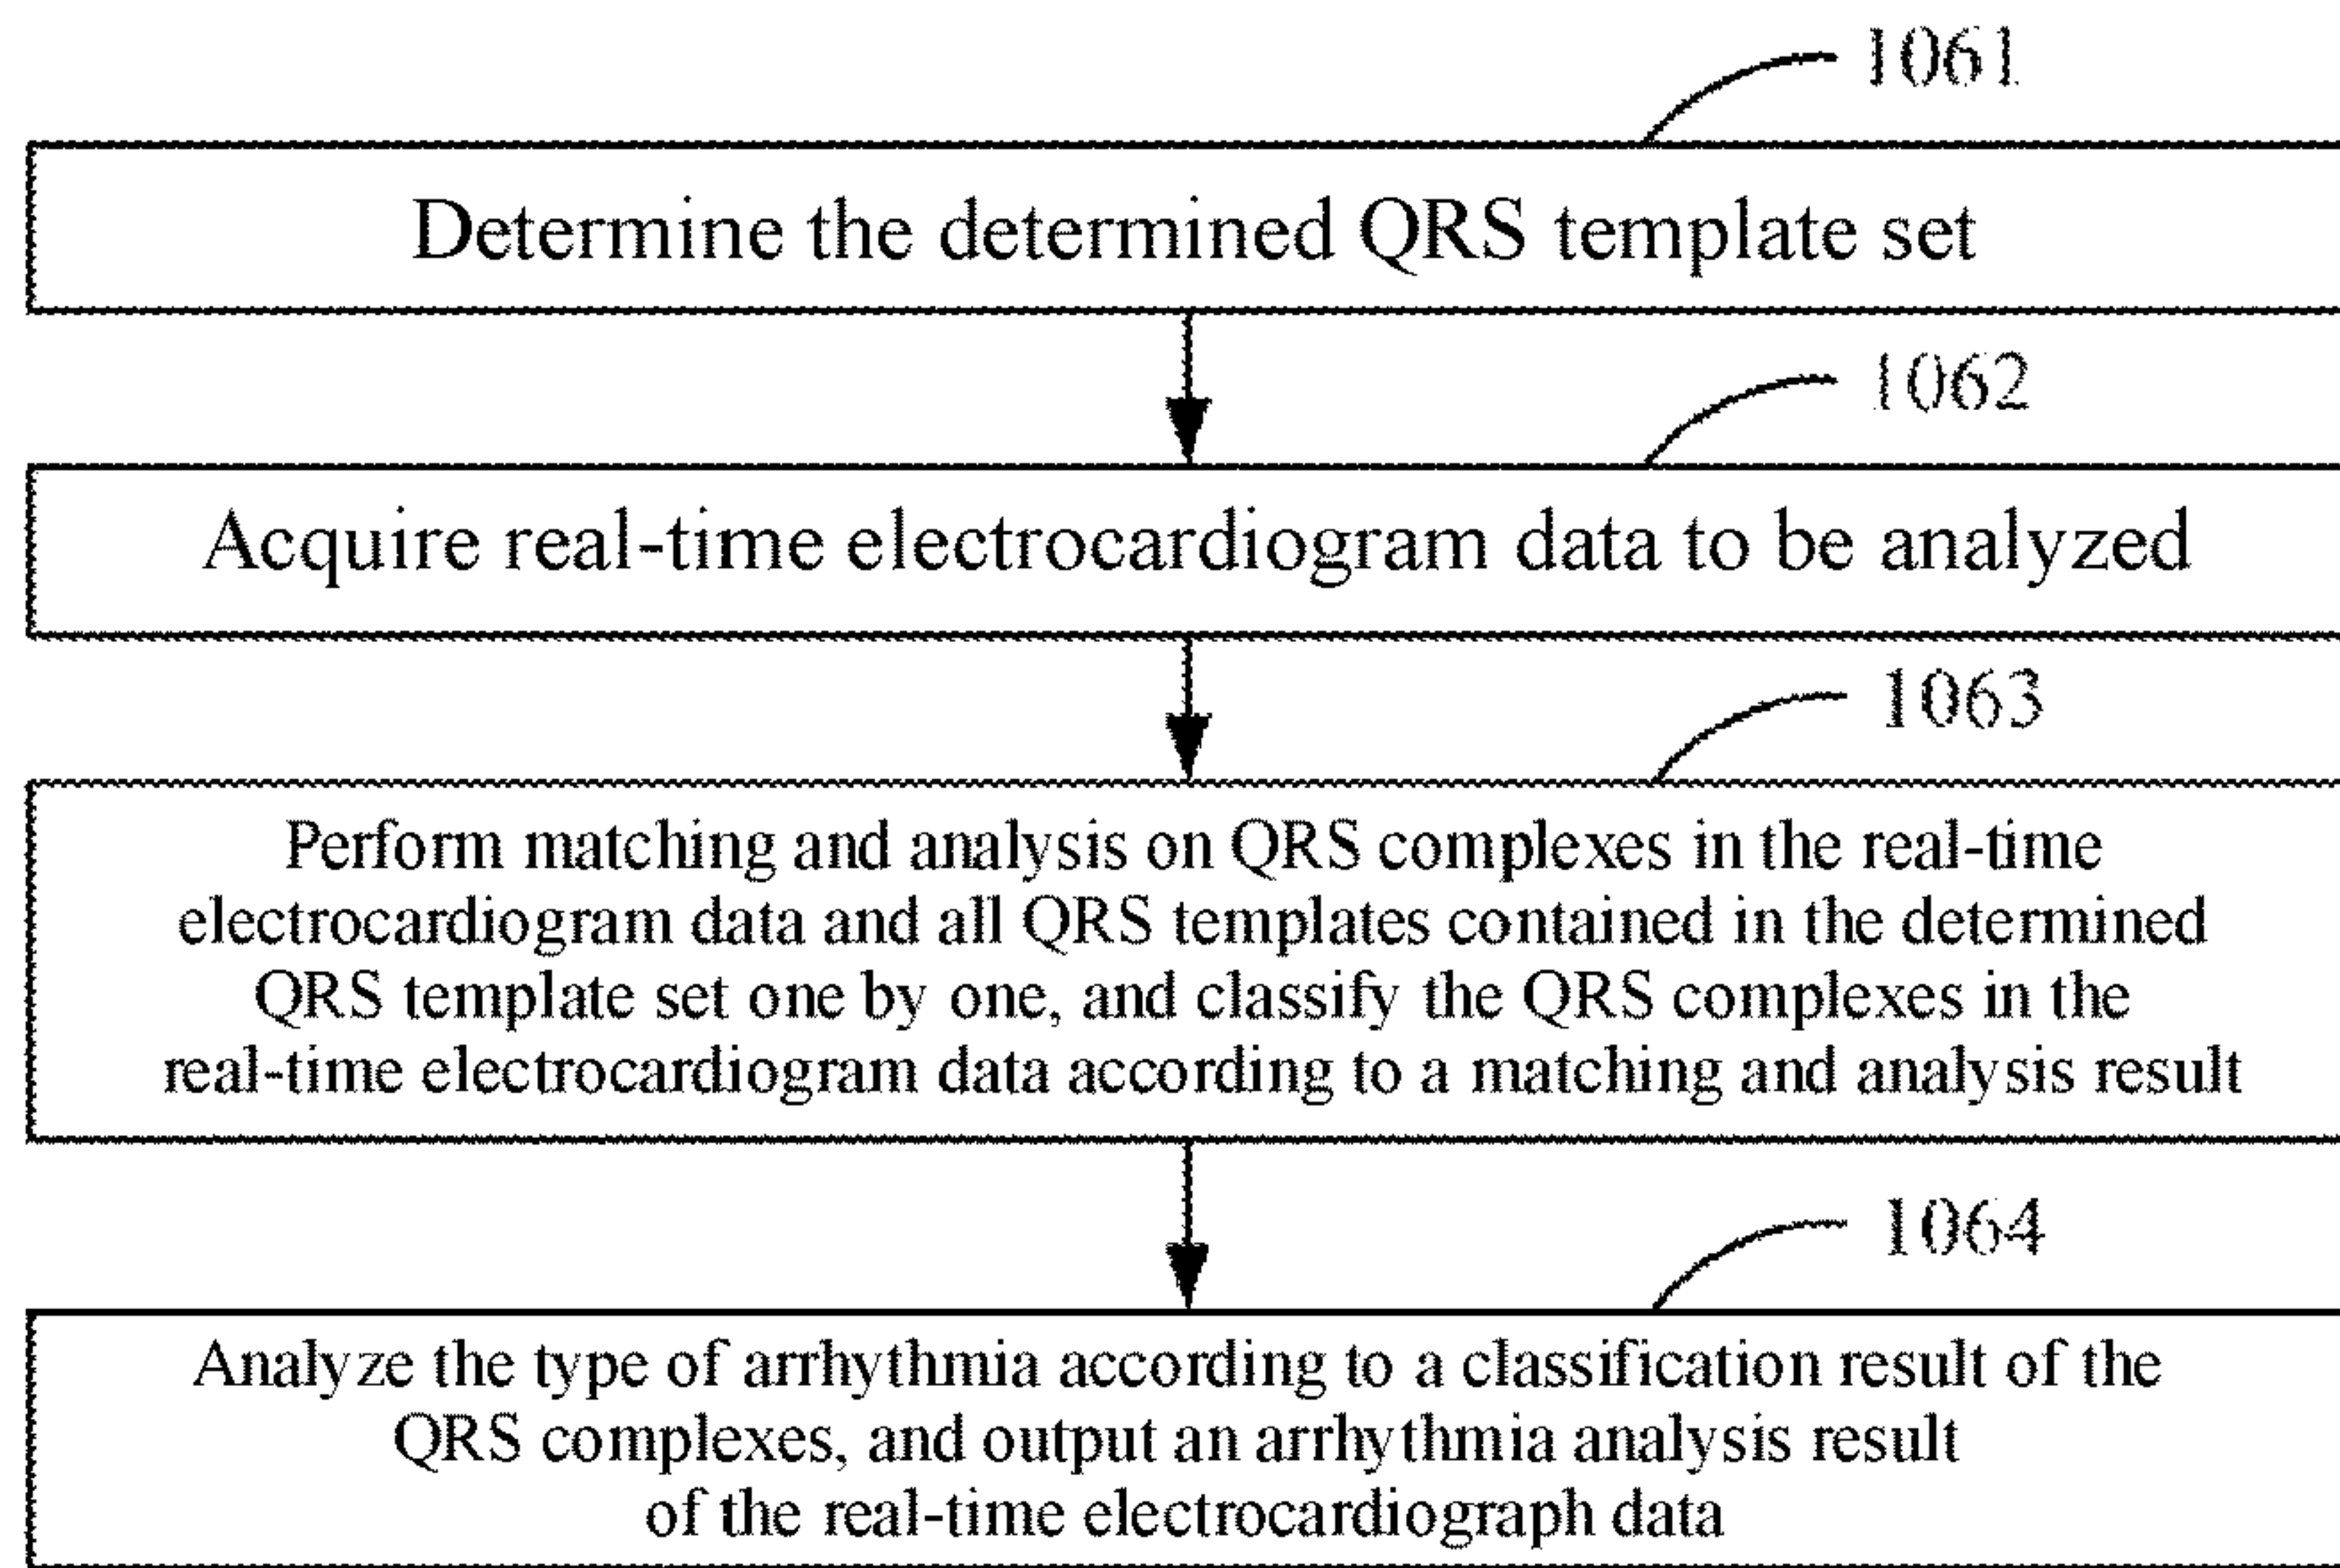 1061
Determine the determined QRS template set
1062
Acquire real-time electrocardiogram data to be analyzed
1063
Perform matching and analysis on QRS complexes in the real-time
electrocardiogram data and all QRS templates contained in the determined
QRS template set one by one, and classify the QRS complexes in the
real-time electrocardiogram data according to a matching and analysis result
1064
Analyze the type of arrhythmia according to a classification result of the
QRS complexes, and output an arrhythmia analysis result
of the real-time electrocardiograph data